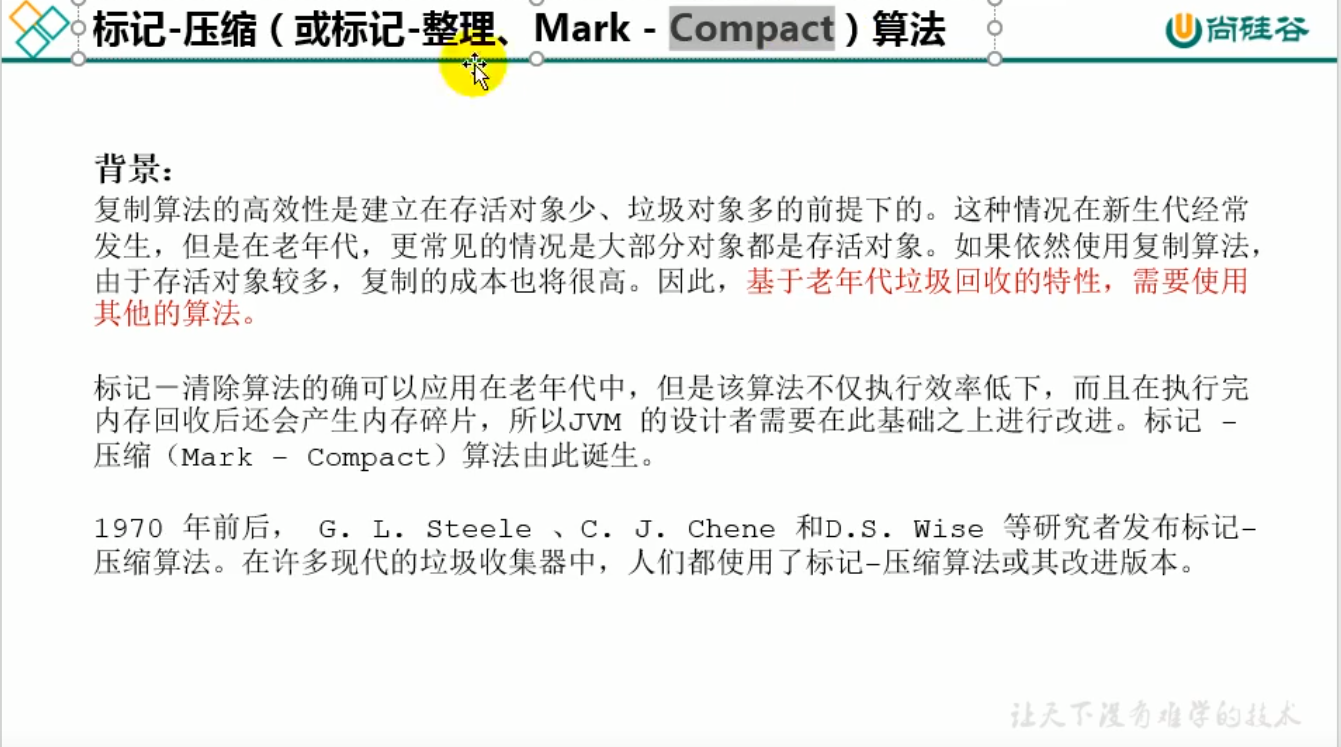 标记-压缩（或标记-整理、Mark - Compact）算法
尚硅谷
背景：
复制算法的高效性是建立在存活对象少、垃圾对象多的前提下的。这种情况在新生代经常
发生，但是在老年代，更常见的情况是大部分对象都是存活对象。如果依然使用复制算法，
由于存活对象较多，复制的成本也将很高。因此，基于老年代垃圾回收的特性，需要使用
其他的算法。
标记－清除算法的确可以应用在老年代中，但是该算法不仅执行效率低下，而且在执行完
内存回收后还会产生内存碎片，所以JVM 的设计者需要在此基础之上进行改进。标记 -
压缩（Mark - Compact）算法由此诞生。
1970 年前后， G. L. Steele 、C. J. Chene 和D.S. Wise 等研究者发布标记-
压缩算法。在许多现代的垃圾收集器中，人们都使用了标记-压缩算法或其改进版本。
让天下没有难学的技术